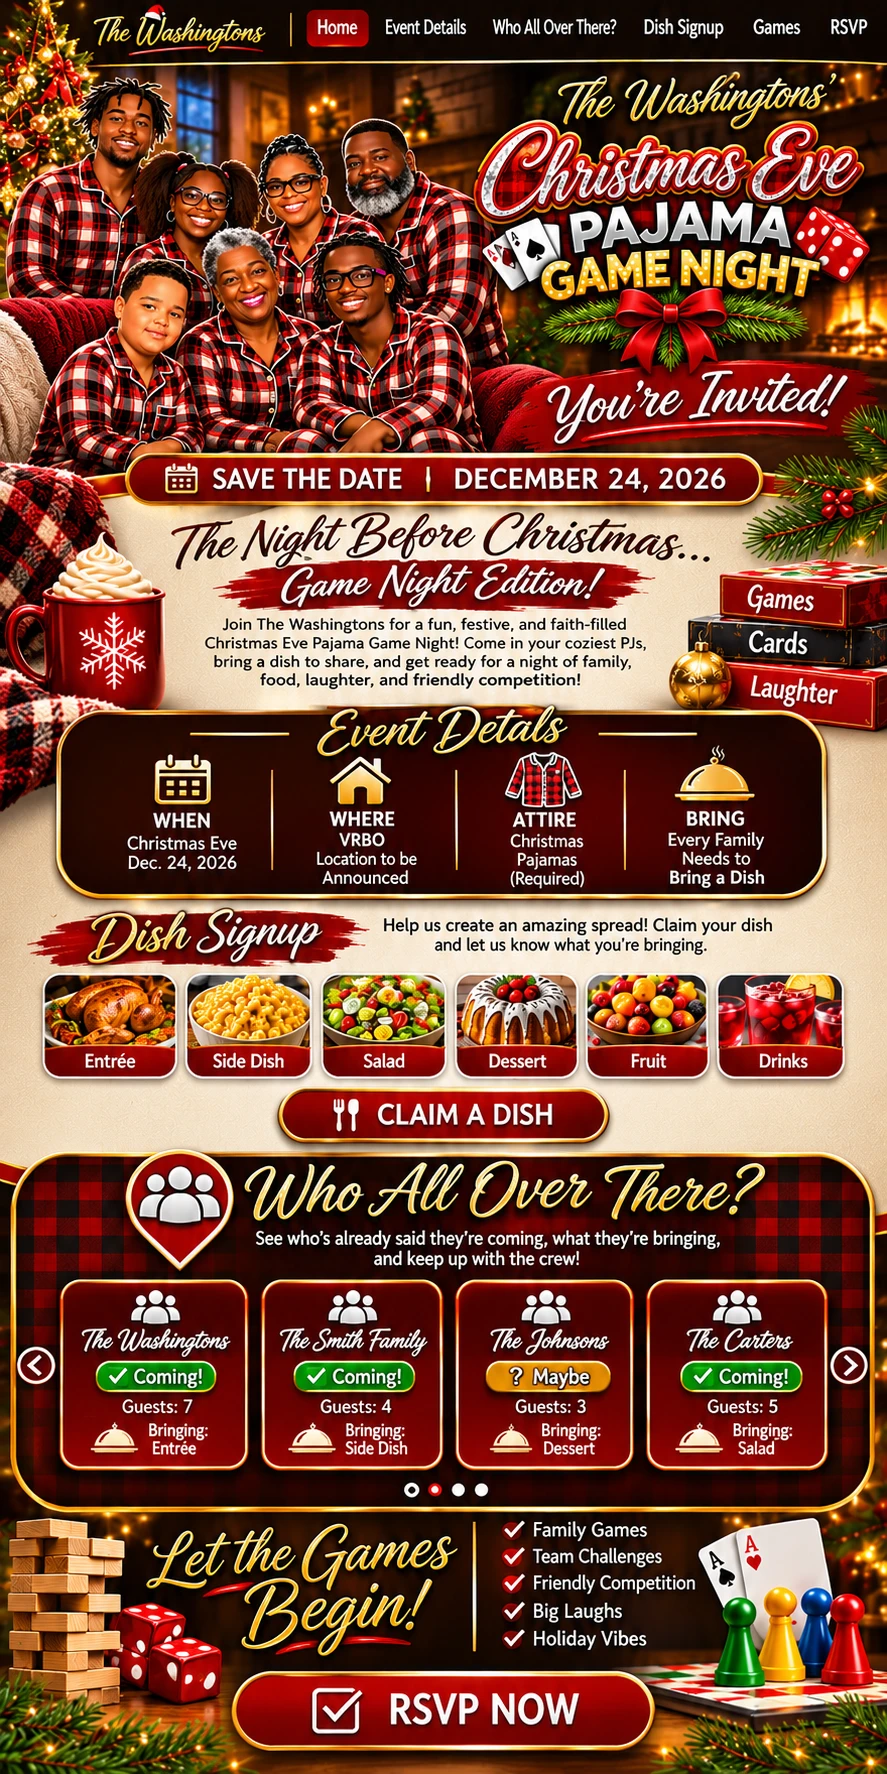 The Washingtons
Home
Event Details
Who All Over There?
Dish Signup
Games
RSVP
The Washingtons'
Christmas Eve
PAJAMA
GAME NIGHT
You're Invited!
SAVE THE DATE | DECEMBER 24, 2026
The Night Before Christmas...
Game Night Edition!
Join The Washingtons for a fun, festive, and faith-filled
Christmas Eve Pajama Game Night! Come in your coziest PJs,
bring a dish to share, and get ready for a night of family,
food, laughter, and friendly competition!
Games
Cards
Laughter
Event Detals
WHEN
Christmas Eve
Dec. 24, 2026
WHERE
VRBO
Location to be
Announced
ATTIRE
Christmas
Pajamas
(Required)
BRING
Every Family
Needs to
Bring a Dish
Dish Signup
Help us create an amazing spread! Claim your dish
and let us know what you're bringing.
Entrée
Side Dish
Salad
Dessert
Fruit
Drinks
CLAIM A DISH
Who All Over There?
See who's already said they're coming, what they're bringing,
and keep up with the crew!
The Washingtons
Coming!
Guests: 7
Bringing:
Entrée
The Smith Family
Coming!
Guests: 4
Bringing:
Side Dish
The Johnsons
? Maybe
Guests: 3
Bringing:
Dessert
The Carters
Coming!
Guests: 5
Bringing:
Salad
Let the Games
Begin!
Family Games
Team Challenges
Friendly Competition
Big Laughs
Holiday Vibes
A
A
RSVP NOW